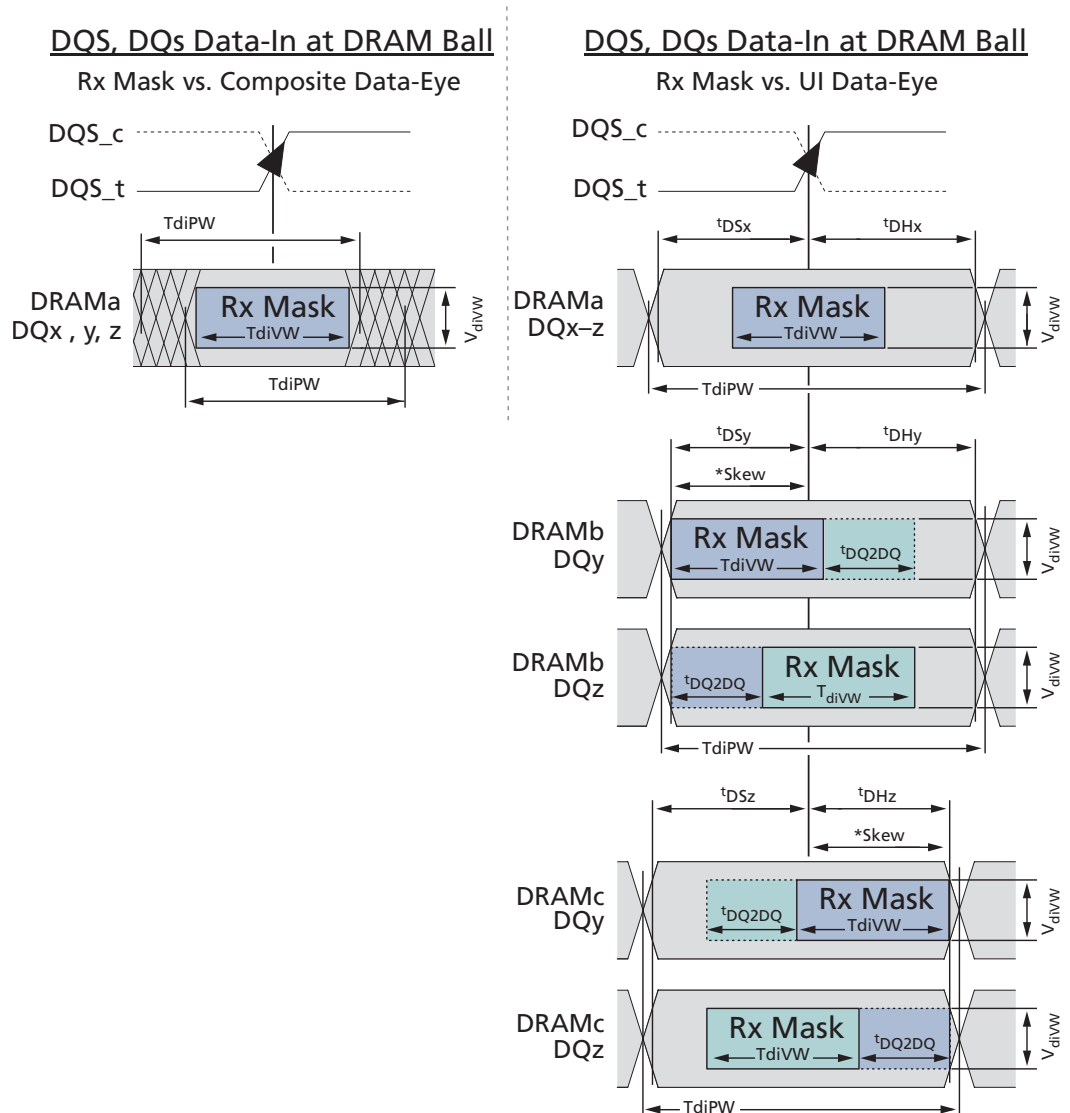 DQS, DQs Data-In at DRAM Ball
Rx Mask vs. Composite Data-Eye
DQS_c
DQS_t
TdiPW
DRAMa
DQx , y, z
Rx Mask
TdiVW
VdiVW
TdiPW
DQS, DQs Data-In at DRAM Ball
Rx Mask vs. UI Data-Eye
DQS_c
DQS_t
tDSx
tDHx
DRAMa
DQx–z
Rx Mask
TdiVW
VdiVW
TdiPW
tDSy
tDHy
*Skew
DRAMb
DQy
Rx Mask
TdiVW
tDQ2DQ
VdiVW
DRAMb
DQz
tDQ2DQ
Rx Mask
TdiVW
VdiVW
TdiPW
tDSz
tDHz
*Skew
DRAMc
DQy
tDQ2DQ
Rx Mask
TdiVW
VdiVW
DRAMc
DQz
Rx Mask
TdiVW
tDQ2DQ
VdiVW
TdiPW